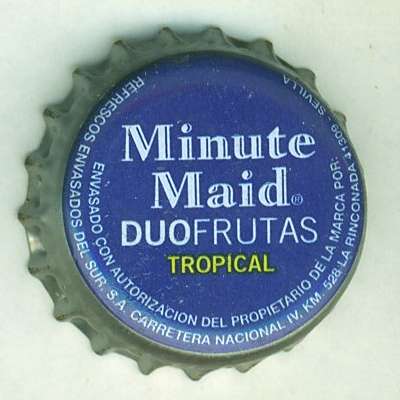 Minute
Maid®
DUOFRUTAS
TROPICAL
ENVASADO CON AUTORIZACION DEL PROPIETARIO DE LA MARCA POR:
REFRESCOS ENVASADOS DEL SUR, S.A. CARRETERA NACIONAL IV. KM. 528-LA RINCONADA 41309 - SEVILLA